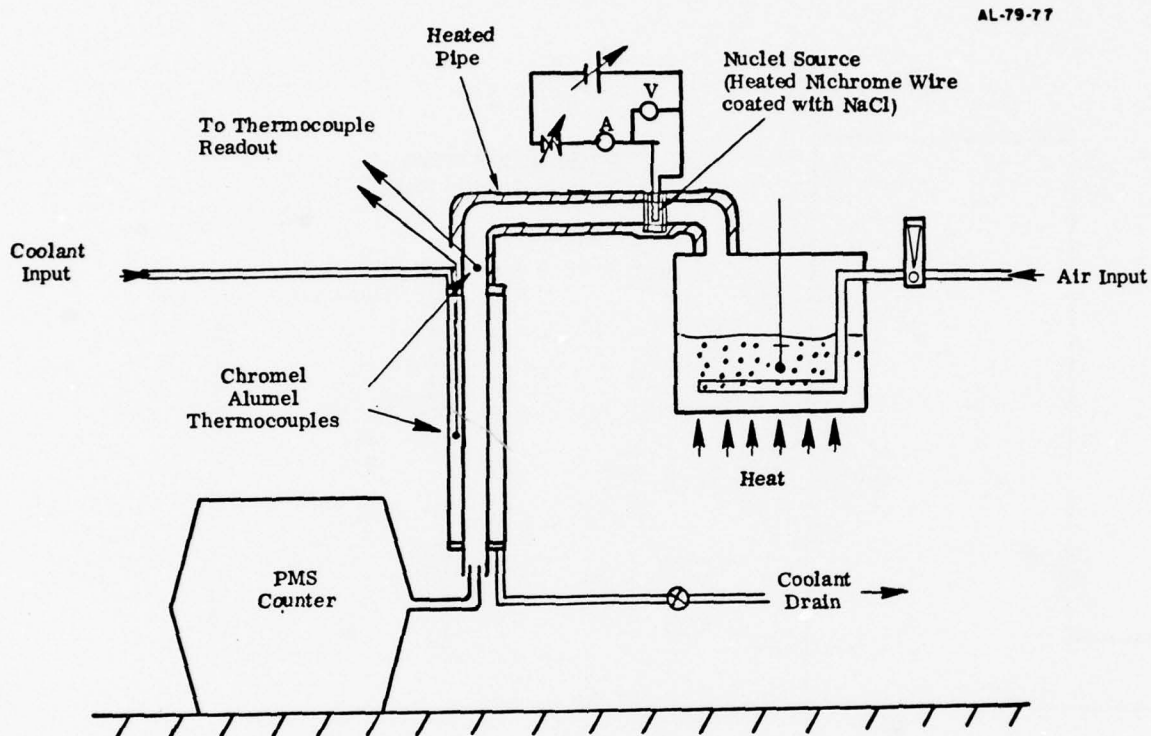 AL-79-77
Heated
Pipe
Nuclei Source
(Heated Nichrome Wire
coated with NaCl)
V
A
To Thermocouple
Readout
Coolant
Input
Air Input
Chromel
Alumel
Thermocouples
Heat
PMS
Counter
Coolant
Drain